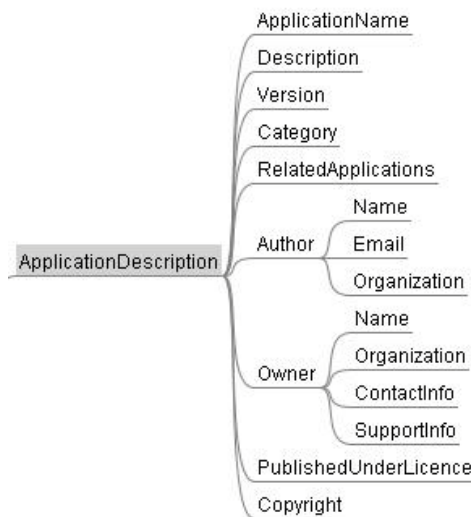 ApplicationName
Description
Version
Category
RelatedApplications
Name
Author
Email
ApplicationDescription
Organization
Name
Organization
Owner
ContactInfo
SupportInfo
PublishedUnderLicence
Copyright